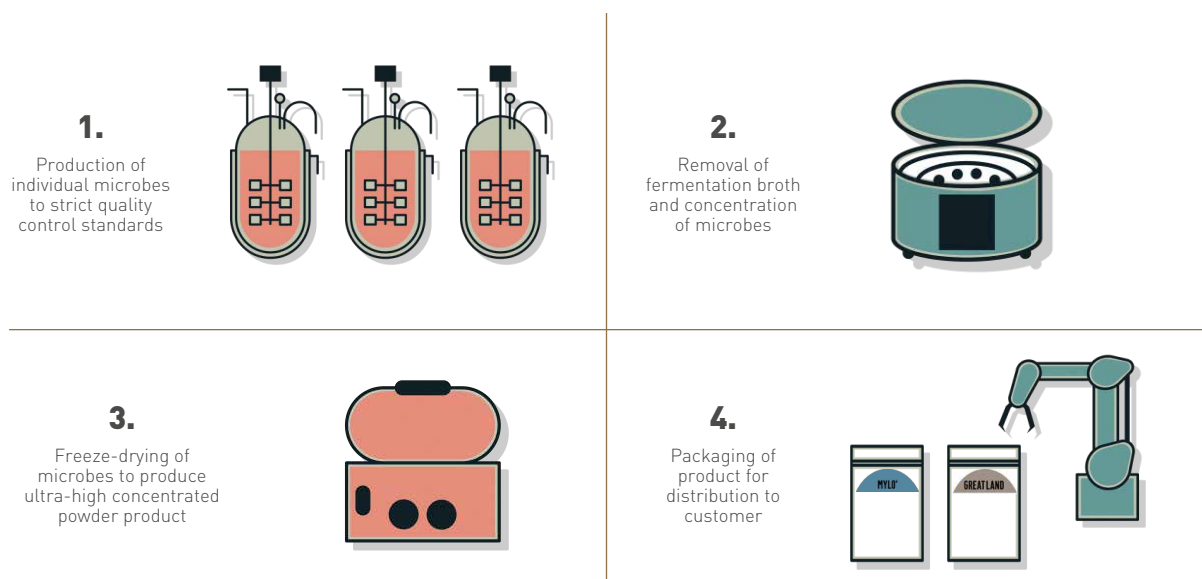 1.
Production of
individual microbes
to strict quality
control standards
2.
Removal of
fermentation broth
and concentration
of microbes
3.
Freeze-drying of
microbes to produce
ultra-high concentrated
powder product
4.
Packaging of
product for
distribution to
customer
MYLO®
GREAT LAND